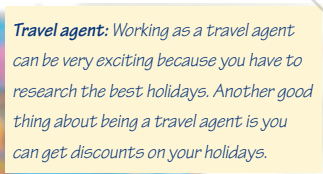 Travel agent: Working as a travel agent
can be very exciting because you have to
research the best holidays. Another good
thing about being a travel agent is you
can get discounts on your holidays.